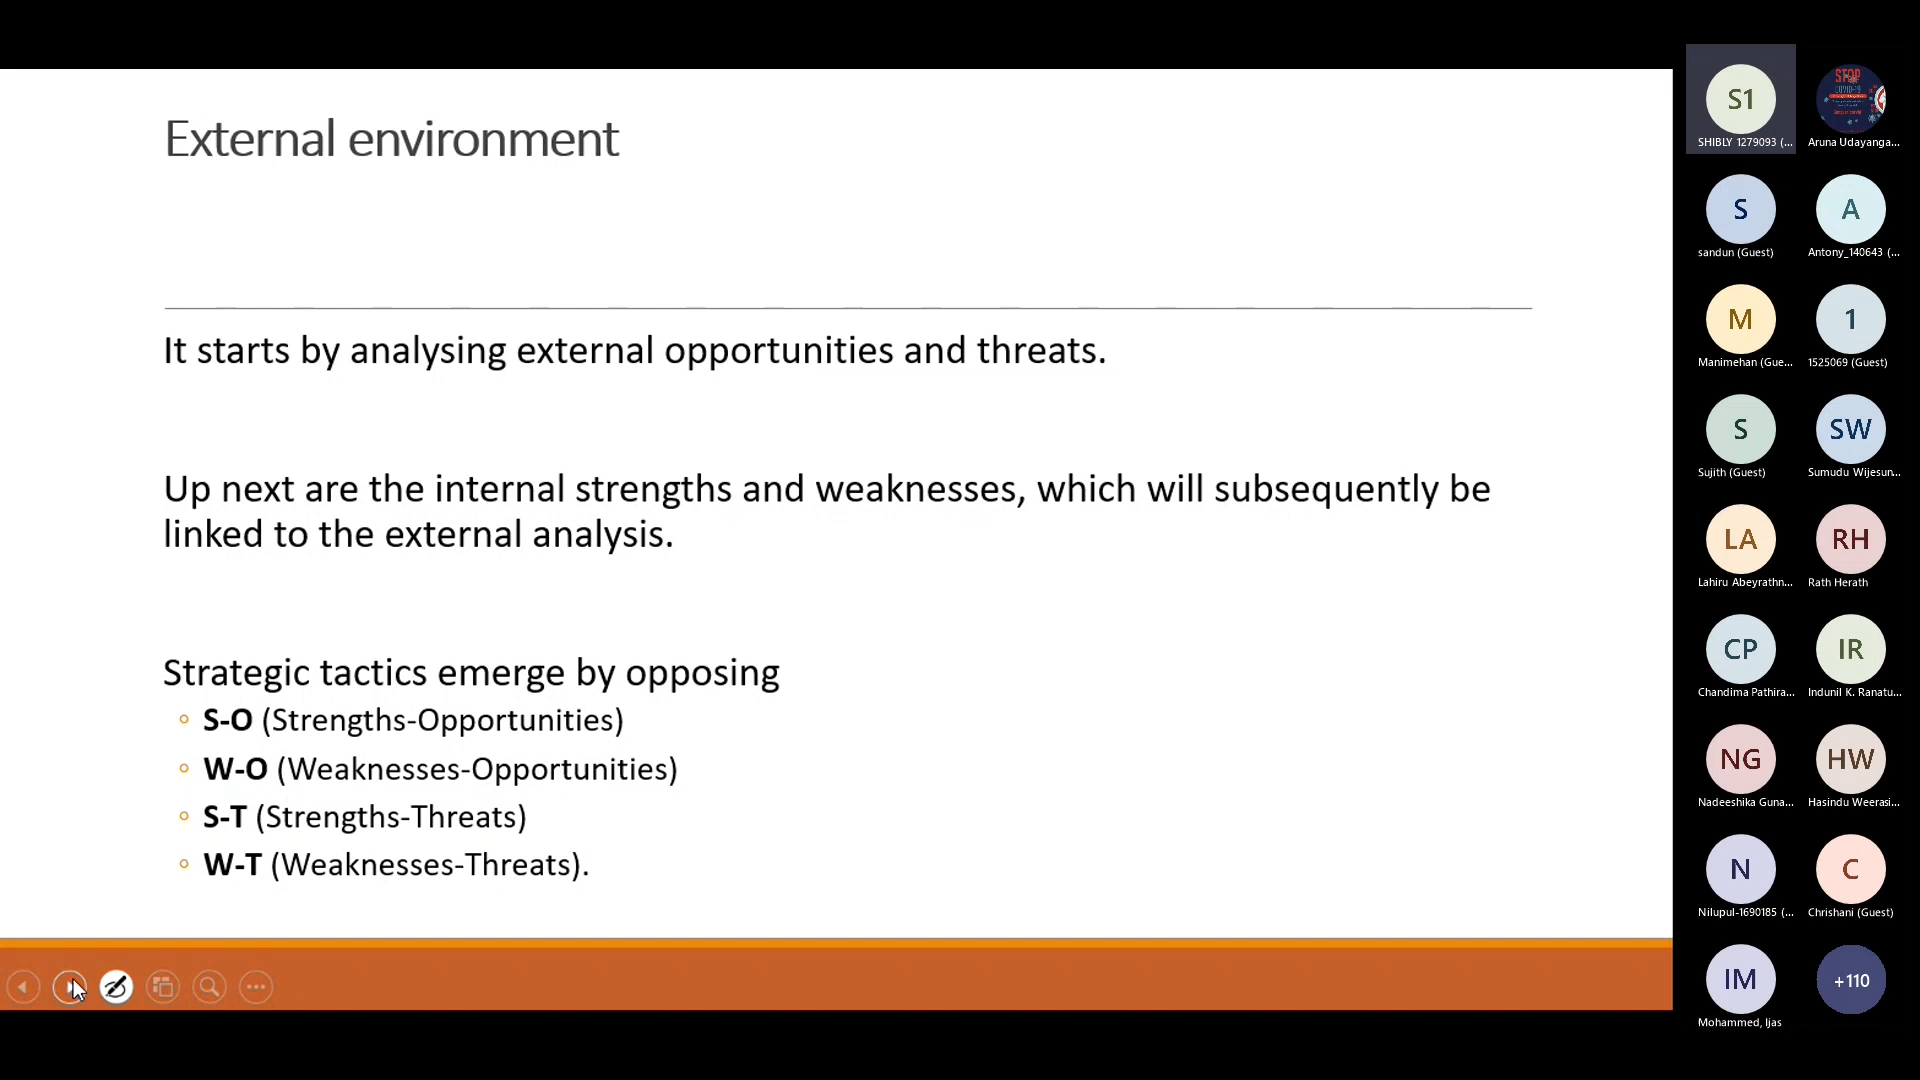 External environment
It starts by analysing external opportunities and threats.
Up next are the internal strengths and weaknesses, which will subsequently be
linked to the external analysis.
Strategic tactics emerge by opposing
S-O (Strengths-Opportunities)
W-O (Weaknesses-Opportunities)
S-T (Strengths-Threats)
W-T (Weaknesses-Threats).
S1
SHIBLY 1279093 (...
STOP
COVID-19
Aruna Udayanga...
S
sandun (Guest)
A
Antony_140643 (...
M
Manimehan (Gue...
1
1525069 (Guest)
S
Sujith (Guest)
SW
Sumudu Wijesun...
LA
Lahiru Abeyrathn...
RH
Rath Herath
CP
Chandima Pathira...
IR
Indunil K. Ranatu...
NG
Nadeeshika Guna...
HW
Hasindu Weerasi...
N
Nilupul-1690185 (...
C
Chrishani (Guest)
IM
Mohammed, Ijas
+110